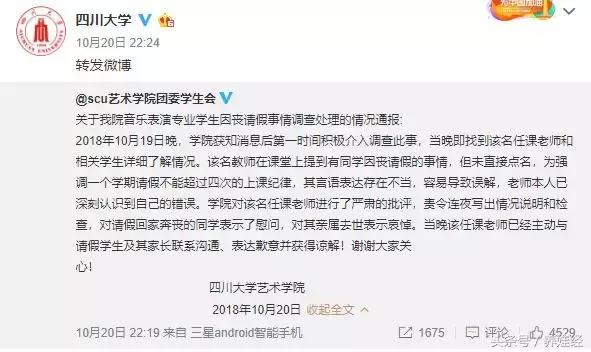 为中国加油
四川大学
10月20日 22:24
转发微博
@scu艺术学院团委学生会
关于我院音乐表演专业学生因丧请假事情调查处理的情况通报:
2018年10月19日晚，学院获知消息后第一时间积极介入调查此事，当晚即找到该名任课老师和
相关学生详细了解情况。该名教师在课堂上提到有同学因丧请假的事情，但未直接点名，为强
调一个学期请假不能超过四次的上课纪律，其言语表达存在不当，容易导致误解，老师本人已
深刻认识到自己的错误。学院对该名任课老师进行了严肃的批评，责令连夜写出情况说明和检
查，对请假回家奔丧的同学表示了慰问，对其亲属去世表示哀悼。当晚该任课老师已经主动与
请假学生及其家长联系沟通、表达歉意并获得谅解！谢谢大家关
心！
四川大学艺术学院
2018年10月20日 收起全文
10月20日 22:19 来自 三星android智能手机
1675
评论
4529
头条号／养娃经